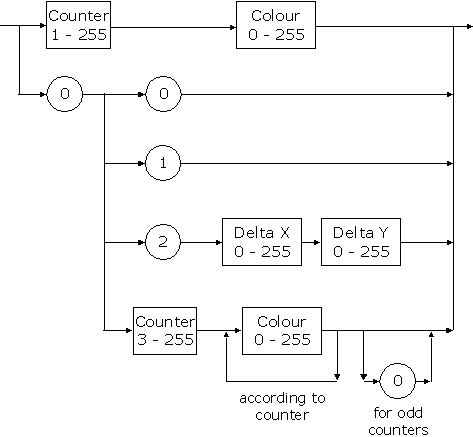 Counter
1 - 255
Colour
0 - 255
0
0
1
2
Delta X
0 - 255
Delta Y
0 - 255
Counter
3 - 255
Colour
0 - 255
0
according to
counter
for odd
counters